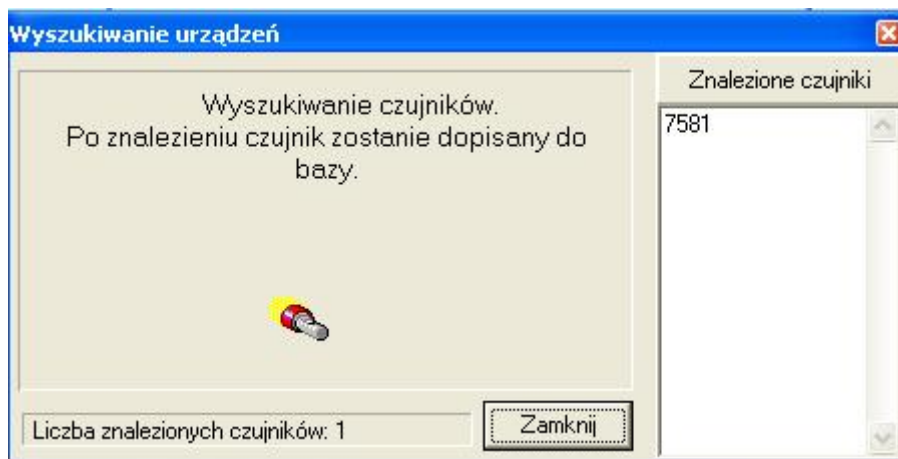 Wyszukiwanie urządzeń
Wyszukiwanie czujników.
Po znalezieniu czujnik zostanie dopisany do
bazy.
Liczba znalezionych czujników: 1
Zamknij
Znalezione czujniki
7581